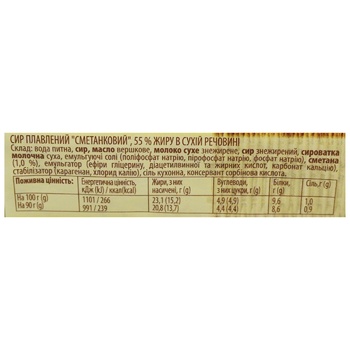 СИР ПЛАВЛЕНИЙ "СМЕТАНКОВИЙ", 55 % ЖИРУ В СУХІЙ РЕЧОВИНІ
Склад: вода питна, сир, масло вершкове, молоко сухе знежирене, сир знежирений, сироватка
молочна суха, емульгуючі солі (поліфосфат натрію, пірофосфат натрію, фосфат натрію), сметана
(1,0 %), емульгатор (ефіри гліцерину, діацетилвинної та жирних кислот), карбонат кальцію),
стабілізатор (карагенан, хлорид калію), сіль кухонна, консервант сорбінова кислота.
Поживна цінність: Енергетична цінність, Жири, з них Вуглеводи, Білки, Сіль, г (g)
кДж (kJ) / ккал(kcal) насичені, г (g) з них цукри, г (g) г (g)
На 100 г (g) 1101 / 266 23,1 (15,2) 4,9 (4,9) 9,6 1,0
На 90 г (g) 991 / 239 20,8 (13,7) 4,4 (4,4) 8,6 0,9